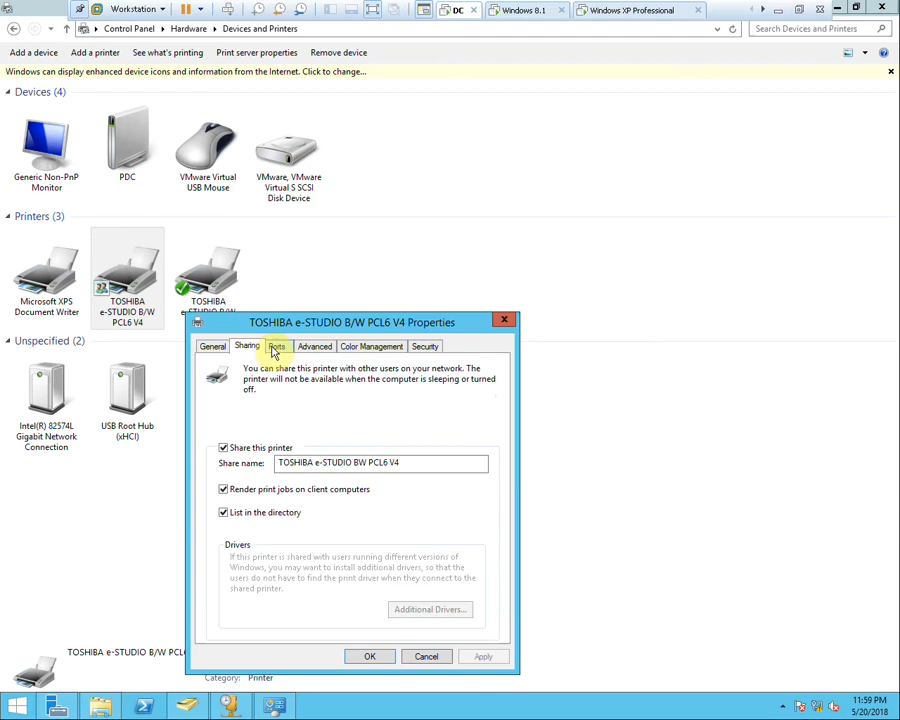 Workstation
DC
Windows 8.1
Windows XP Professional
Control Panel
Hardware
Devices and Printers
Search Devices and Printers
Add a device
Add a printer
See what's printing
Print server properties
Remove device
Windows can display enhanced device icons and information from the Internet. Click to change...
Devices (4)
Generic Non-PnP
Monitor
PDC
VMware Virtual
USB Mouse
VMware, VMware
Virtual S SCSI
Disk Device
Printers (3)
Microsoft XPS
Document Writer
TOSHIBA
e-STUDIO B/W
PCL6 V4
TOSHIBA
Unspecified (2)
Intel(R) 82574L
Gigabit Network
Connection
USB Root Hub
(xHCI)
TOSHIBA e-STUDIO B/W PCL6 V4 Properties
General
Sharing
Ports
Advanced
Color Management
Security
You can share this printer with other users on your network. The
printer will not be available when the computer is sleeping or turned
off.
Share this printer
Share name:
TOSHIBA e-STUDIO BW PCL6 V4
Render print jobs on client computers
List in the directory
Drivers
If this printer is shared with users running different versions of
Windows, you may want to install additional drivers, so that the
users do not have to find the print driver when they connect to the
shared printer.
Additional Drivers...
OK
Cancel
Apply
TOSHIBA e-STUDIO B/W PCL6
Category:
Printer
11:59 PM
5/20/2018